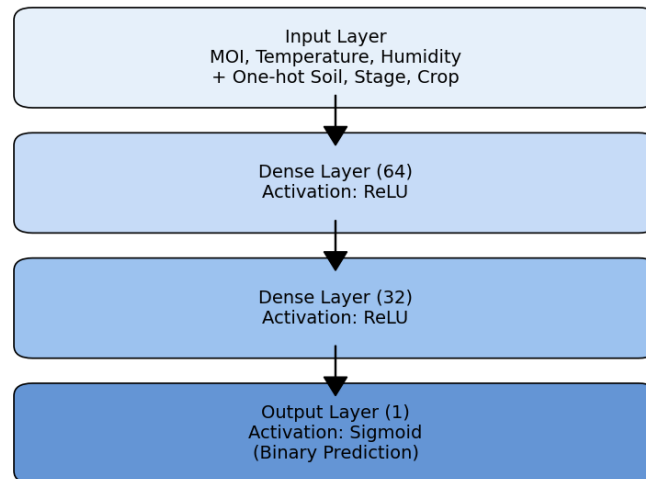 Input Layer
MOI, Temperature, Humidity
+ One-hot Soil, Stage, Crop
Dense Layer (64)
Activation: ReLU
Dense Layer (32)
Activation: ReLU
Output Layer (1)
Activation: Sigmoid
(Binary Prediction)